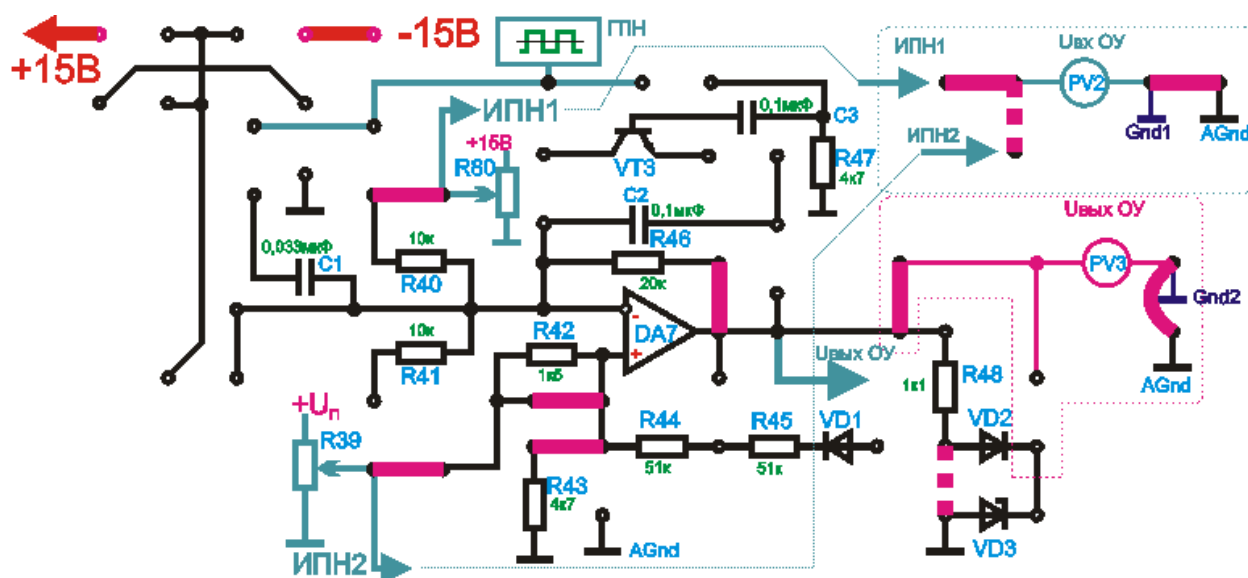 ГПН
-15В
+15В
ИПН1
Uвх ОУ
PV2
ИПН1
0,1мкФ
C3
Gnd1
AGnd
ИПН2
+15В
R80
VT3
R47
4к7
C2
0,1мкФ
Uвых ОУ
0,033мкФ
C1
10к
R40
R46
20к
PV3
Gnd2
10к
R41
R42
1к5
-
+
DA7
Uвых ОУ
1к1
R48
AGnd
+Uп
R39
R44
51к
R45
51к
VD1
VD2
R43
4к7
ИПН2
AGnd
VD3